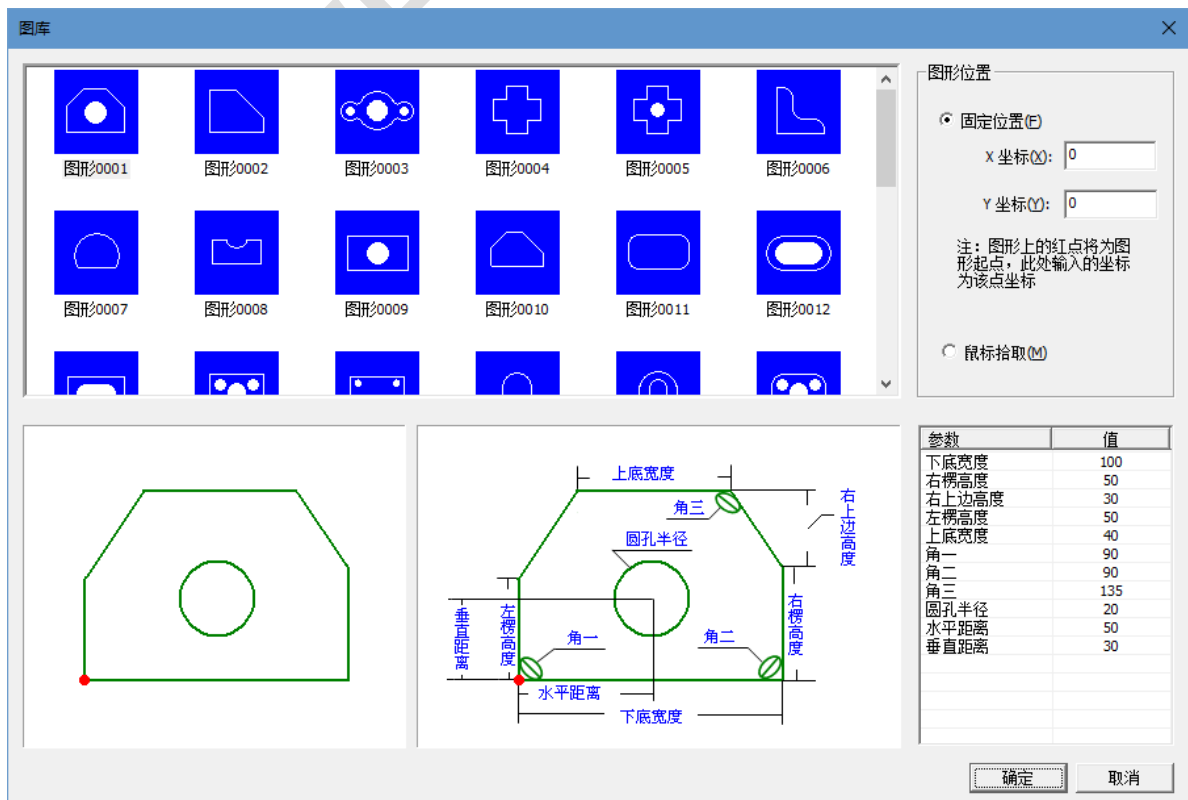 图库
图形0001
图形0002
图形0003
图形0004
图形0005
图形0006
图形0007
图形0008
图形0009
图形0010
图形0011
图形0012
图形位置
固定位置(F)
X 坐标(X):
0
Y 坐标(Y):
0
注：图形上的红点将为图
形起点，此处输入的坐标
为该点坐标
鼠标拾取(M)
上底宽度
角三
圆孔半径
右上边高度
垂直距离
左楞高度
角一
角二
右楞高度
水平距离
下底宽度
参数 值
下底宽度 100
右楞高度 50
右上边高度 30
左楞高度 50
上底宽度 40
角一 90
角二 90
角三 135
圆孔半径 20
水平距离 50
垂直距离 30
确定
取消